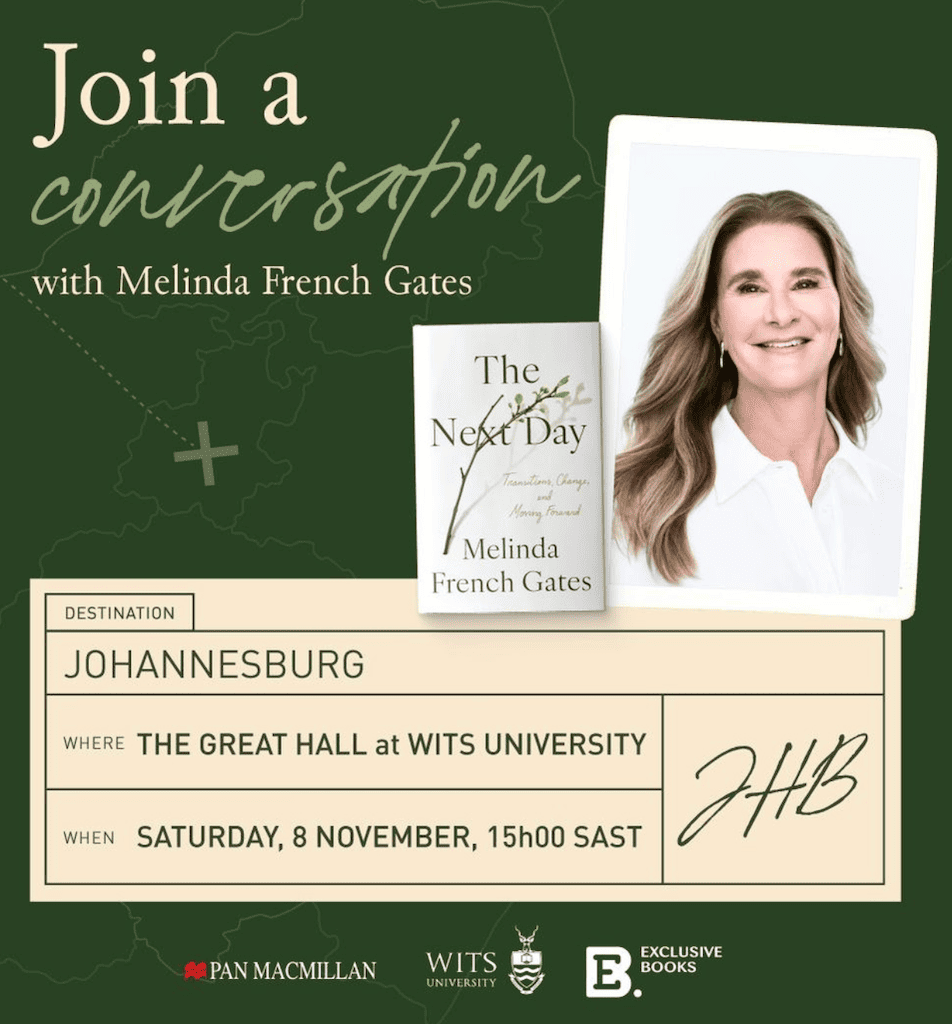 Join a
conversation
with Melinda French Gates
The
Next Day
Transitions, Change,
and
Moving Forward
Melinda
French Gates
DESTINATION
JOHANNESBURG
WHERE THE GREAT HALL at WITS UNIVERSITY
JHB
WHEN SATURDAY, 8 NOVEMBER, 15h00 SAST
PAN MACMILLAN
WITS
UNIVERSITY
E.
EXCLUSIVE
BOOKS